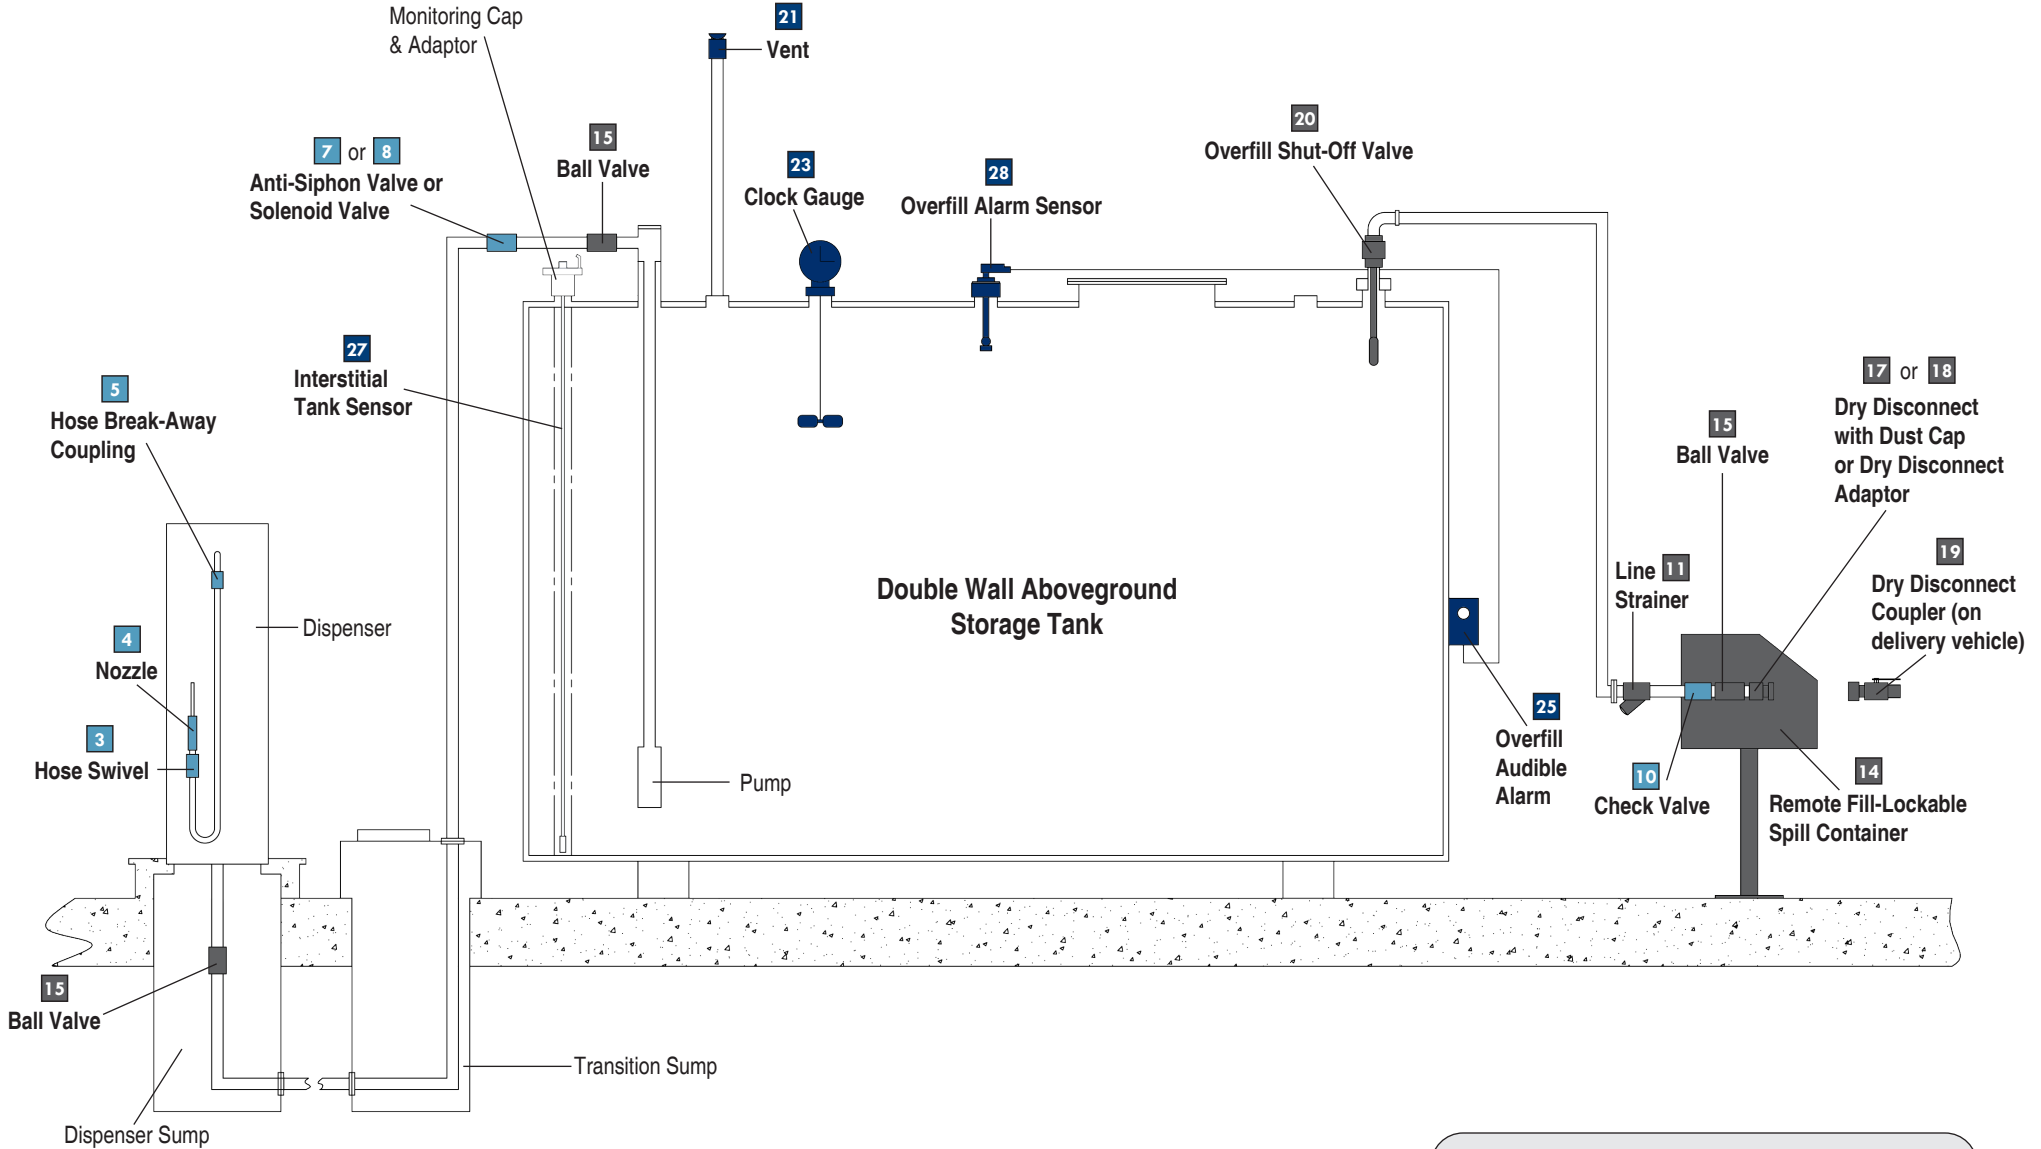 Monitoring Cap
& Adaptor
21
Vent
7 or 8
Anti-Siphon Valve or
Solenoid Valve
15
Ball Valve
23
Clock Gauge
28
Overfill Alarm Sensor
20
Overfill Shut-Off Valve
27
Interstitial
Tank Sensor
5
Hose Break-Away
Coupling
17 or 18
Dry Disconnect
with Dust Cap
or Dry Disconnect
Adaptor
15
Ball Valve
19
Dry Disconnect
Coupler (on
delivery vehicle)
Line 11
Strainer
Double Wall Aboveground
Storage Tank
Dispenser
4
Nozzle
3
Hose Swivel
Pump
25
Overfill
Audible
Alarm
10
Check Valve
14
Remote Fill-Lockable
Spill Container
15
Ball Valve
Transition Sump
Dispenser Sump